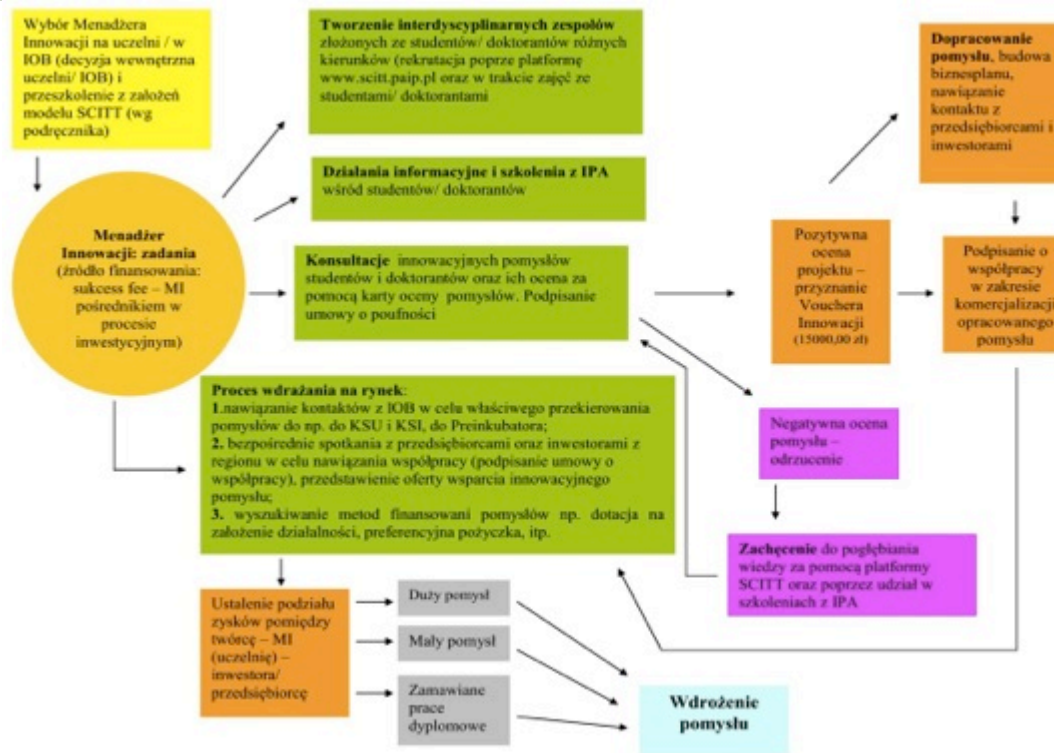 Wybór Menadżera
Innowacji na uczelni / w
IOB (decyzja wewnętrzna
uczelni/ IOB) i
przeszkolenie z założeń
modelu SCITT (wg
podręcznika)
Tworzenie interdyscyplinarnych zespołów
złożonych ze studentów/ doktorantów różnych
kierunków (rekrutacja poprze platformę
www.scitt.paip.pl oraz w trakcie zajęć ze
studentami/ doktorantami
Dopracowanie
pomysłu, budowa
biznesplanu,
nawiązanie
kontaktu z
przedsiębiorcami i
inwestorami
Działania informacyjne i szkolenia z IPA
wśród studentów/ doktorantów
Menadżer
Innowacji: zadania
(źródło finansowania:
sukcess fee – MI
pośrednikiem w
procesie
inwestycyjnym)
Konsultacje innowacyjnych pomysłów
studentów i doktorantów oraz ich ocena za
pomocą karty oceny pomysłów. Podpisanie
umowy o poufności
Pozytywna
ocena
projektu –
przyznanie
Vouchera
Innowacji
(15000,00 zł)
Podpisanie o
współpracy
w zakresie
komercjalizacji
opracowanego
pomysłu
Proces wdrażania na rynek:
1.nawiązanie kontaktów z IOB w celu właściwego przekierowania
pomysłów do np. do KSU i KSI, do Preinkubatora;
2. bezpośrednie spotkania z przedsiębiorcami oraz inwestorami z
regionu w celu nawiązania współpracy (podpisanie umowy o
współpracy), przedstawienie oferty wsparcia innowacyjnego
pomysłu;
3. wyszukiwanie metod finansowani pomysłów np. dotacja na
założenie działalności, preferencyjna pożyczka, itp.
Negatywna ocena
pomysłu –
odrzucenie
Zachęcenie do pogłębiania
wiedzy za pomocą platformy
SCITT oraz poprzez udział w
szkoleniach z IPA
Ustalenie podziału
zysków pomiędzy
twórcę – MI
(uczelnię) –
inwestora/
przedsiębiorcę
Duży pomysł
Mały pomysł
Zamawiane
prace
dyplomowe
Wdrożenie
pomysłu